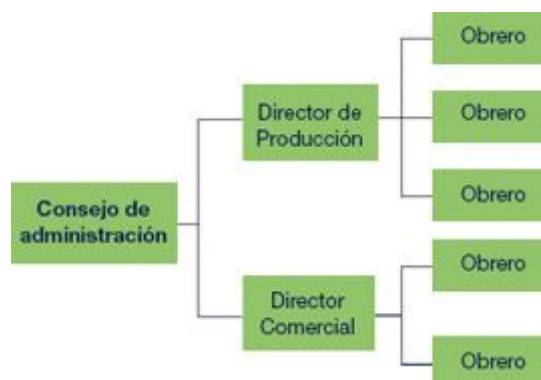 Consejo de
administración
Director de
Producción
Obrero
Obrero
Obrero
Director
Comercial
Obrero
Obrero